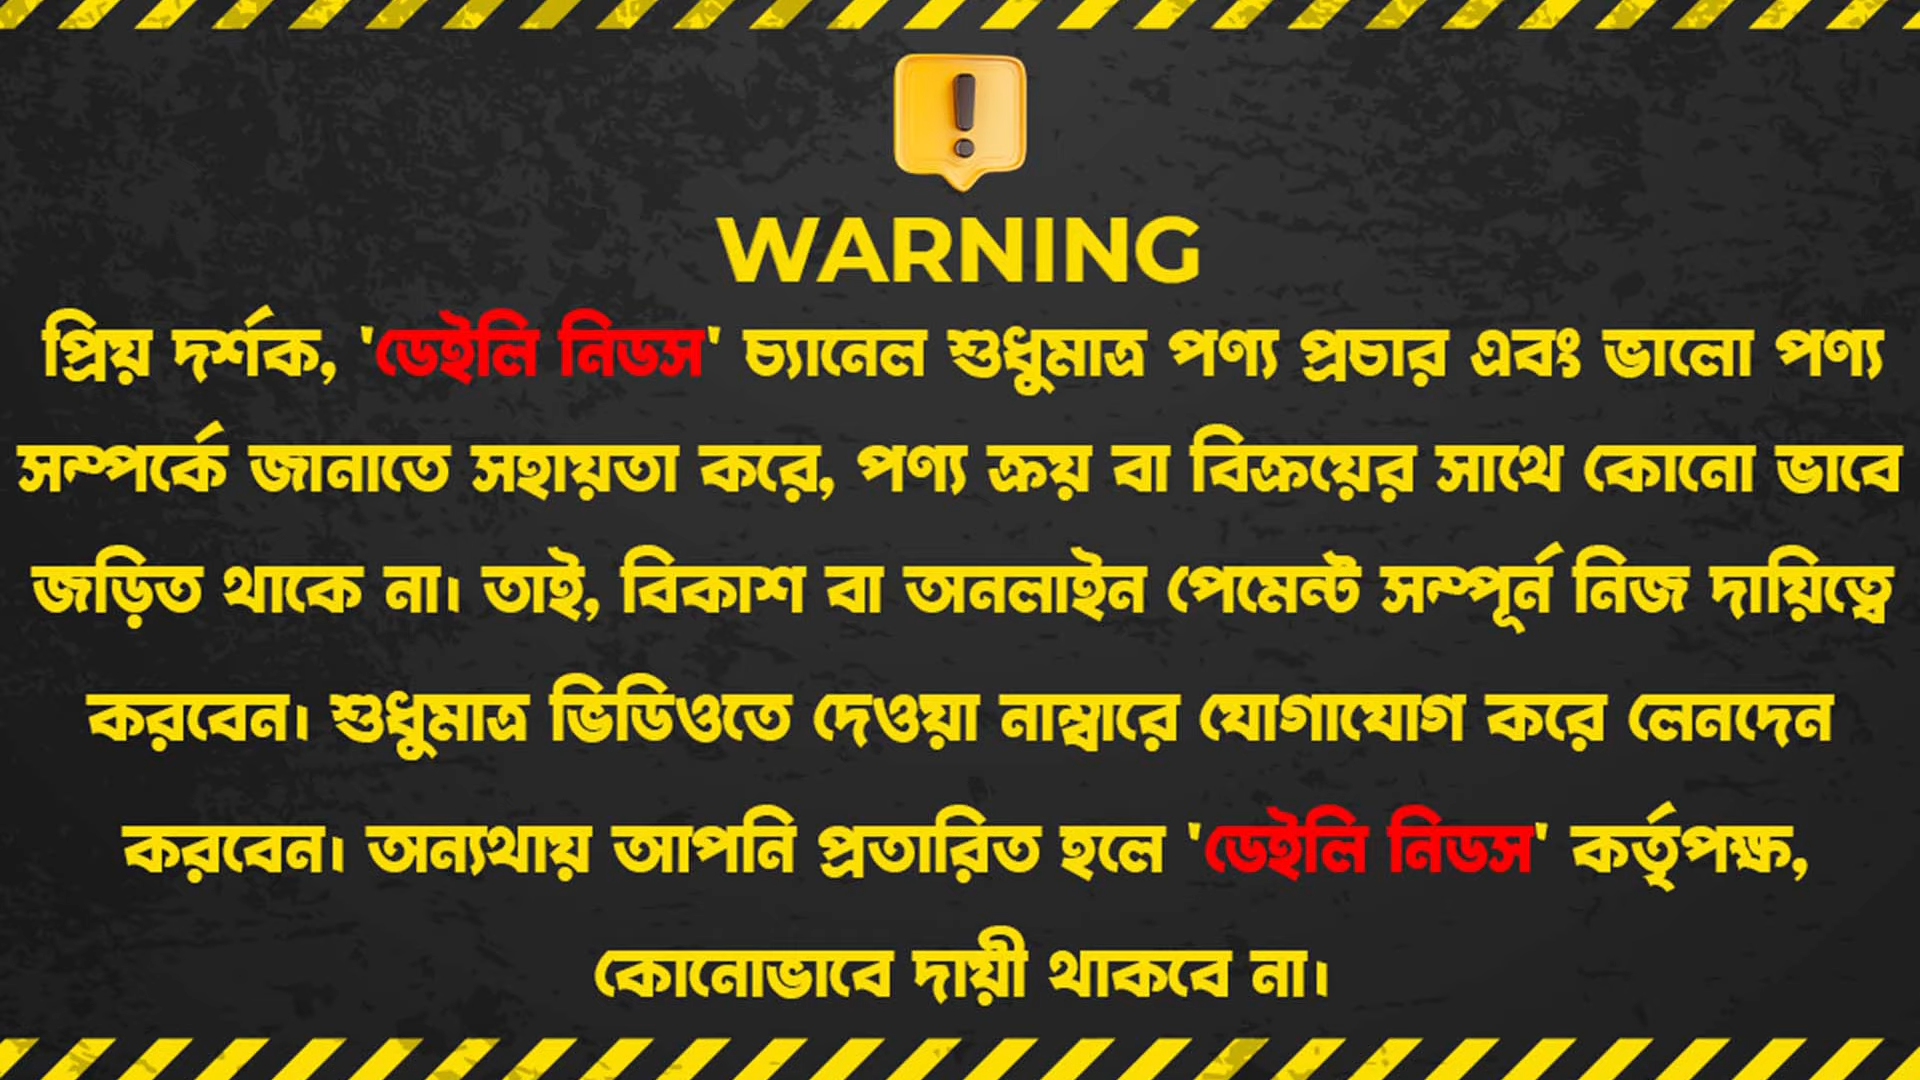 WARNING
প্রিয় দর্শক, 'ডেইলি নিডস' চ্যানেল শুধুমাত্র পণ্য প্রচার এবং ভালো পণ্য
সম্পর্কে জানাতে সহায়তা করে, পণ্য ক্রয় বা বিক্রয়ের সাথে কোনো ভাবে
জড়িত থাকে না। তাই, বিকাশ বা অনলাইন পেমেন্ট সম্পূর্ন নিজ দায়িত্বে
করবেন। শুধুমাত্র ভিডিওতে দেওয়া নাম্বারে যোগাযোগ করে লেনদেন
করবেন। অন্যথায় আপনি প্রতারিত হলে 'ডেইলি নিডস' কর্তৃপক্ষ,
কোনোভাবে দায়ী থাকবে না।